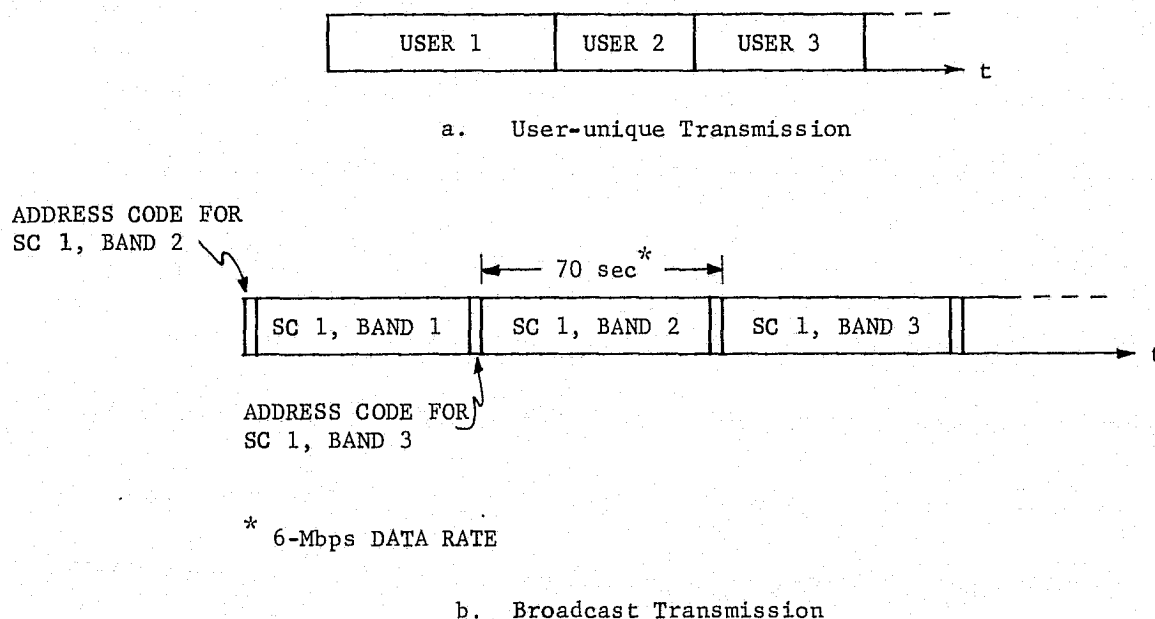 USER 1 USER 2 USER 3
t
a. User-unique Transmission
ADDRESS CODE FOR
SC 1, BAND 2
70 sec*
SC 1, BAND 1 SC 1, BAND 2 SC 1, BAND 3
t
ADDRESS CODE FOR
SC 1, BAND 3
* 6-Mbps DATA RATE
b. Broadcast Transmission